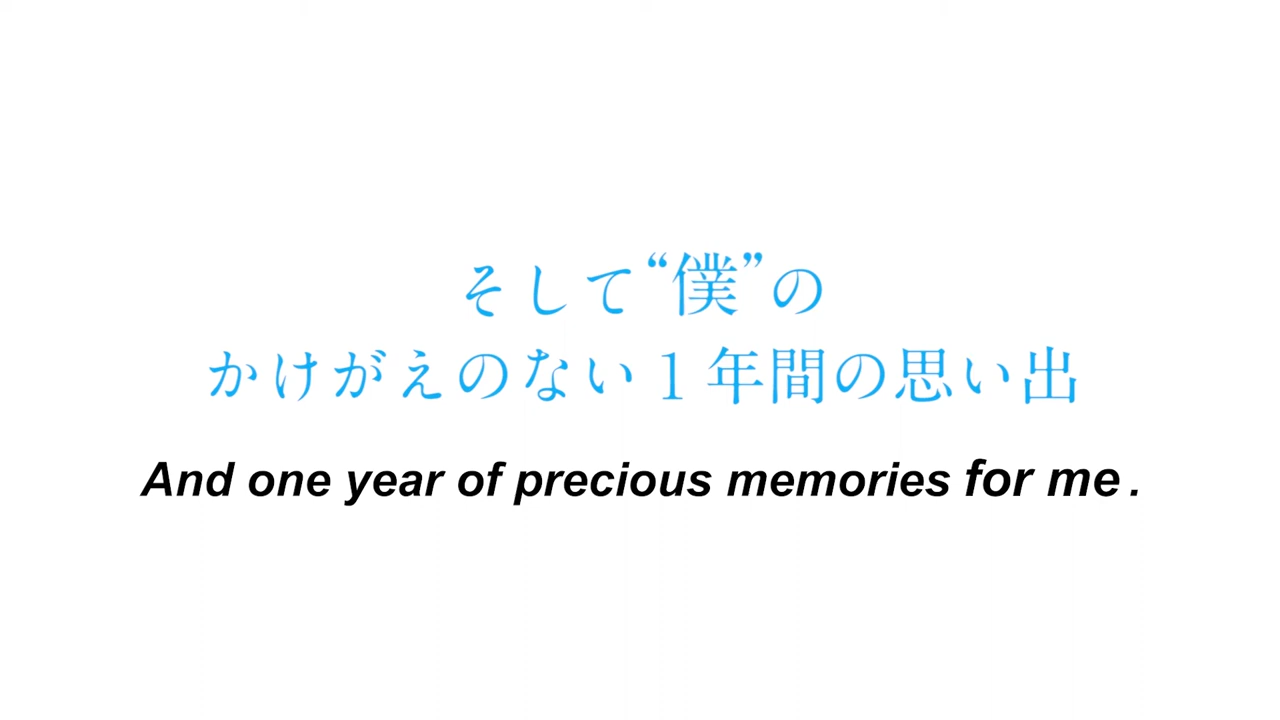 そして“僕”の
かけがえのない１年間の思い出
And one year of precious memories for me .